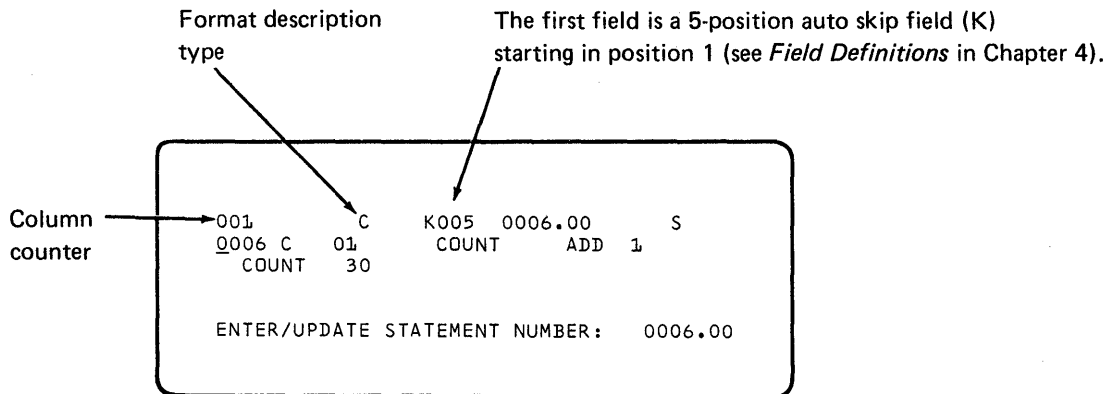 Format description
type
The first field is a 5-position auto skip field (K)
starting in position 1 (see Field Definitions in Chapter 4).
Column
counter
001 C K005 0006.00 S
0006 C 01 COUNT ADD 1
COUNT 30
ENTER/UPDATE STATEMENT NUMBER: 0006.00